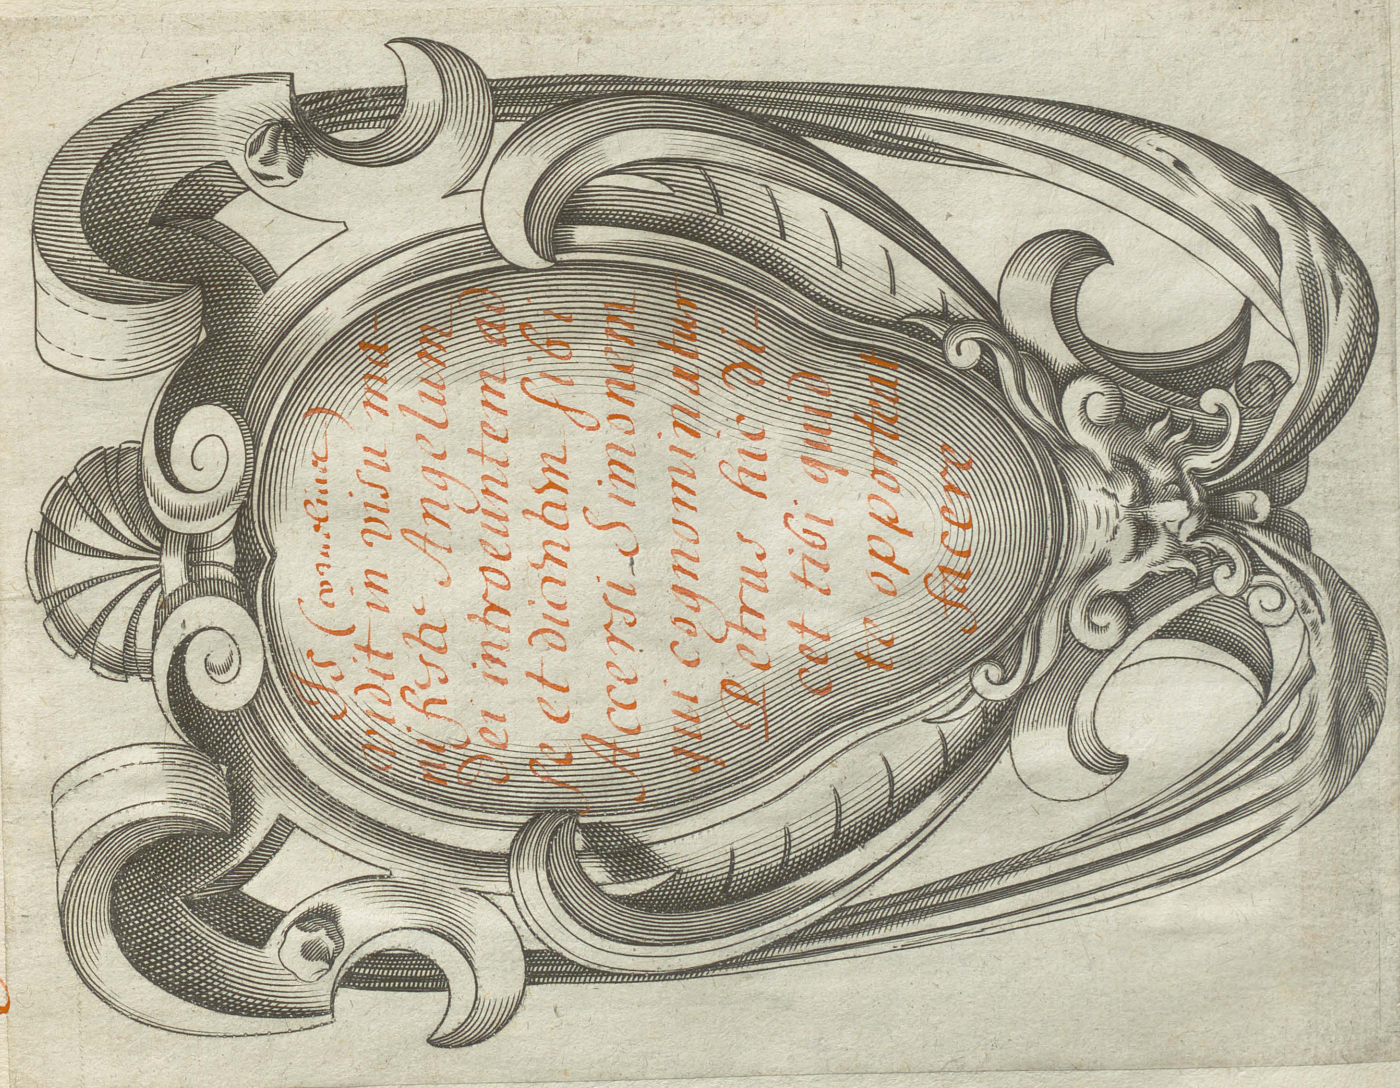 Is (Cornelius)
vidit in visu ma-
nifeste Angelum
dei introeuntem ad
se et dicentem sibi
Accersi Simonem
qui cognominatur
Petrus hic di-
cet tibi quid
te opporteat
facere